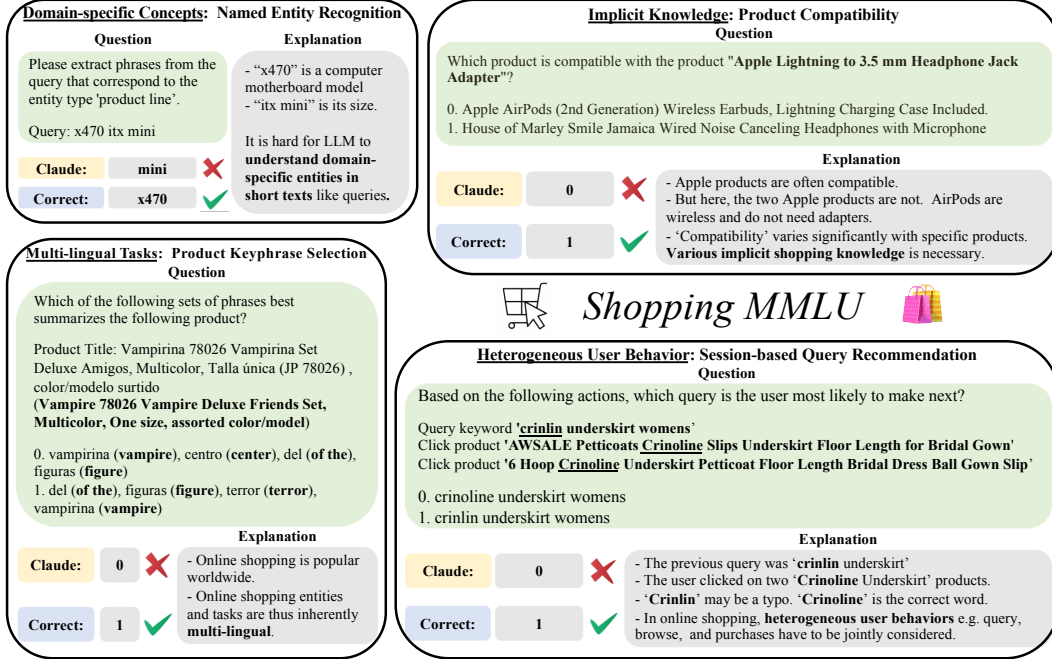 Domain-specific Concepts: Named Entity Recognition
Question
Please extract phrases from the
query that correspond to the
entity type 'product line'.
Query: x470 itx mini
Claude:
mini
Correct:
x470
Explanation
- “x470” is a computer
motherboard model
- “itx mini” is its size.
It is hard for LLM to
understand domain-
specific entities in
short texts like queries.
Implicit Knowledge: Product Compatibility
Question
Which product is compatible with the product "Apple Lightning to 3.5 mm Headphone Jack
Adapter"?
0. Apple AirPods (2nd Generation) Wireless Earbuds, Lightning Charging Case Included.
1. House of Marley Smile Jamaica Wired Noise Canceling Headphones with Microphone
Claude:
0
Correct:
1
Explanation
- Apple products are often compatible.
- But here, the two Apple products are not. AirPods are
wireless and do not need adapters.
- ‘Compatibility’ varies significantly with specific products.
Various implicit shopping knowledge is necessary.
Multi-lingual Tasks: Product Keyphrase Selection
Question
Which of the following sets of phrases best
summarizes the following product?
Product Title: Vampirina 78026 Vampirina Set
Deluxe Amigos, Multicolor, Talla única (JP 78026) ,
color/modelo surtido
(Vampire 78026 Vampire Deluxe Friends Set,
Multicolor, One size, assorted color/model)
0. vampirina (vampire), centro (center), del (of the),
figuras (figure)
1. del (of the), figuras (figure), terror (terror),
vampirina (vampire)
Claude:
0
Correct:
1
Explanation
- Online shopping is popular
worldwide.
- Online shopping entities
and tasks are thus inherently
multi-lingual.
Shopping MMLU
Heterogeneous User Behavior: Session-based Query Recommendation
Question
Based on the following actions, which query is the user most likely to make next?
Query keyword 'crinlin underskirt womens’
Click product 'AWSALE Petticoats Crinoline Slips Underskirt Floor Length for Bridal Gown'
Click product '6 Hoop Crinoline Underskirt Petticoat Floor Length Bridal Dress Ball Gown Slip’
0. crinoline underskirt womens
1. crinlin underskirt womens
Claude:
0
Correct:
1
Explanation
- The previous query was ‘crinlin underskirt’
- The user clicked on two ‘Crinoline Underskirt’ products.
- ‘Crinlin’ may be a typo. ‘Crinoline’ is the correct word.
- In online shopping, heterogeneous user behaviors e.g. query,
browse, and purchases have to be jointly considered.